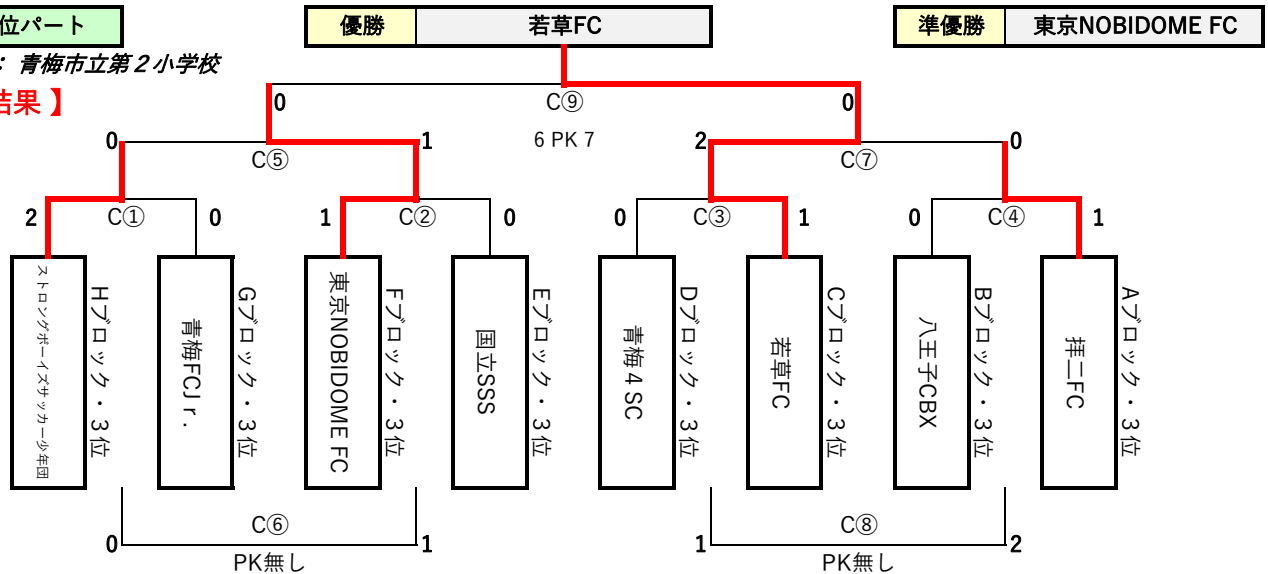 位パート
優勝 若草FC
準優勝 東京NOBIDOME FC
： 青梅市立第２小学校
結果 】
0 C⑨ 0
6 PK 7
0 C⑤ 1
2 C⑦ 0
2 C① 0
1 C② 0
0 C③ 1
0 C④ 1
ストロングボーイズサッカー少年団
Hブロック・３位
青梅FCJｒ.
Gブロック・３位
東京NOBIDOME FC
Fブロック・３位
国立SSS
Eブロック・３位
青梅４SC
Dブロック・３位
若草FC
Cブロック・３位
八王子CBX
Bブロック・３位
拝二FC
Aブロック・３位
0 C⑥ 1
PK無し
1 C⑧ 2
PK無し